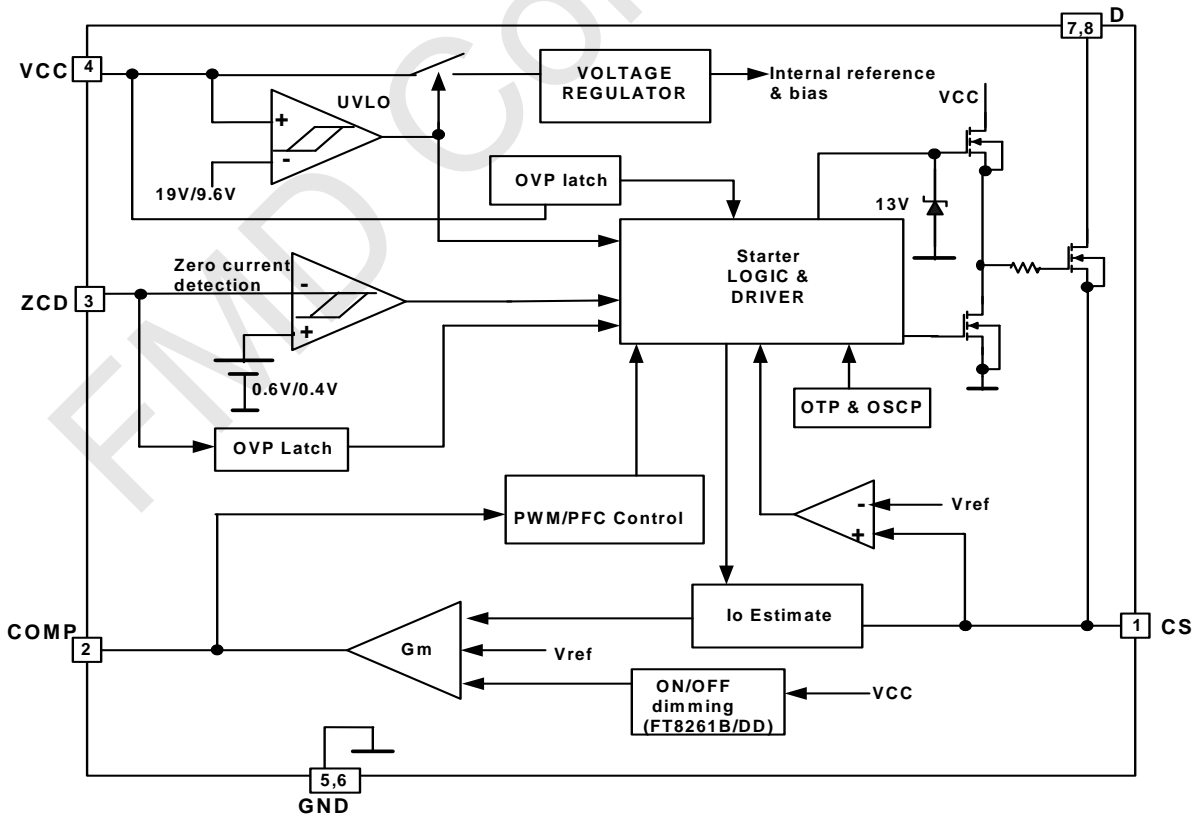 D
7,8
VCC
4
VOLTAGE
REGULATOR
Internal reference
& bias
VCC
UVLO
+
-
19V/9.6V
OVP latch
13V
Zero current
detection
Starter
LOGIC &
DRIVER
ZCD
3
-
+
0.6V/0.4V
OTP & OSCP
OVP Latch
PWM/PFC Control
-
+
Vref
Io Estimate
COMP
2
Gm
Vref
1
CS
ON/OFF
dimming
(FT8261B/DD)
VCC
5,6
GND